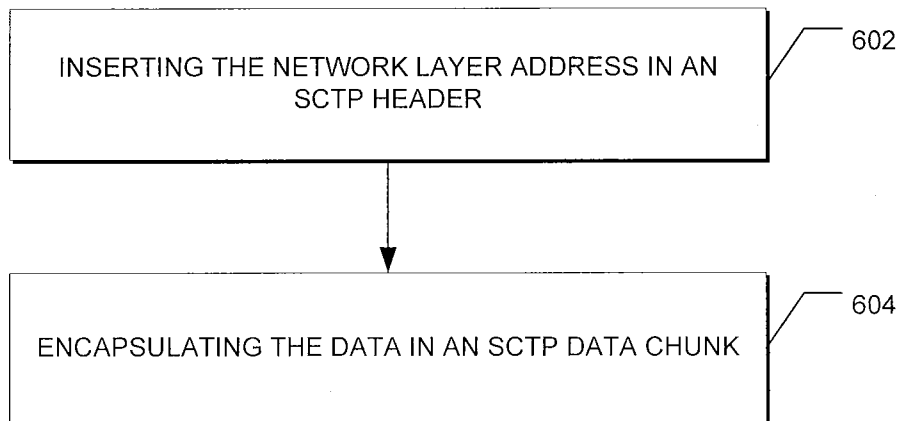 INSERTING THE NETWORK LAYER ADDRESS IN AN
SCTP HEADER
602
ENCAPSULATING THE DATA IN AN SCTP DATA CHUNK
604